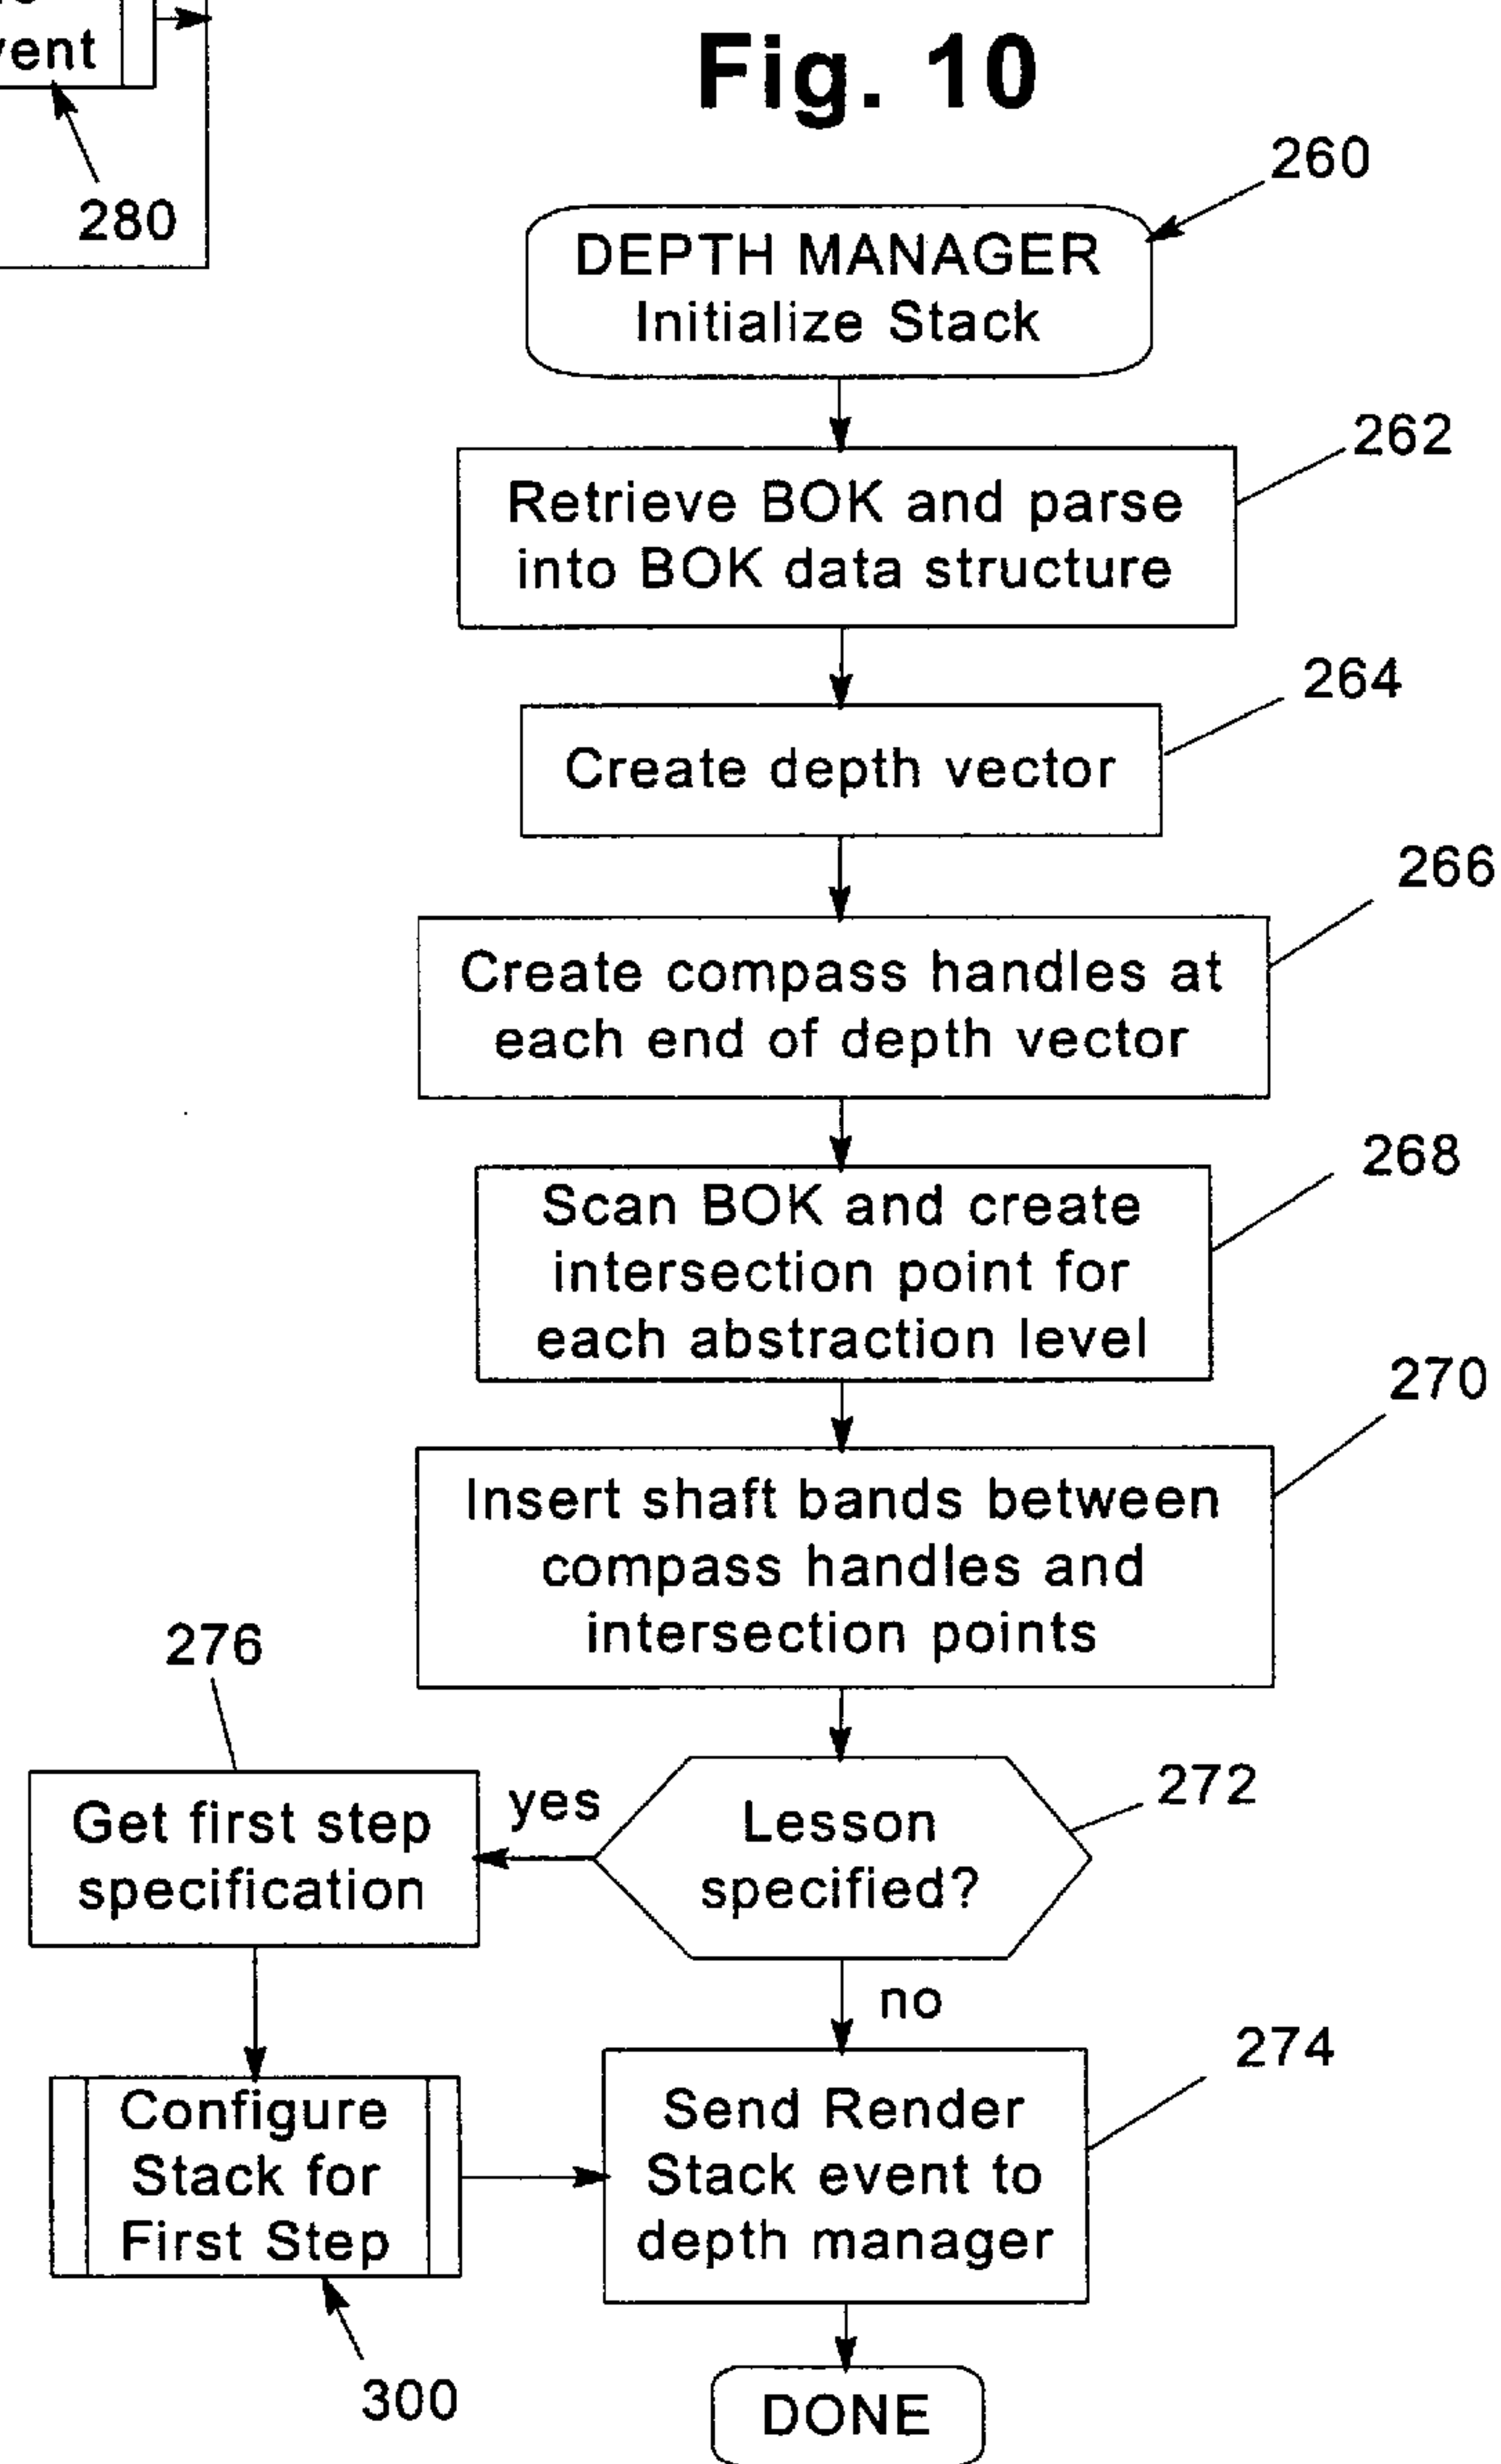 vent
280
Fig. 10
260
DEPTH MANAGER
Initialize Stack
262
Retrieve BOK and parse
into BOK data structure
264
Create depth vector
266
Create compass handles at
each end of depth vector
268
Scan BOK and create
intersection point for
each abstraction level
270
Insert shaft bands between
compass handles and
intersection points
276
272
Get first step
specification
yes
Lesson
specified?
no
274
Configure
Stack for
First Step
Send Render
Stack event to
depth manager
300
DONE